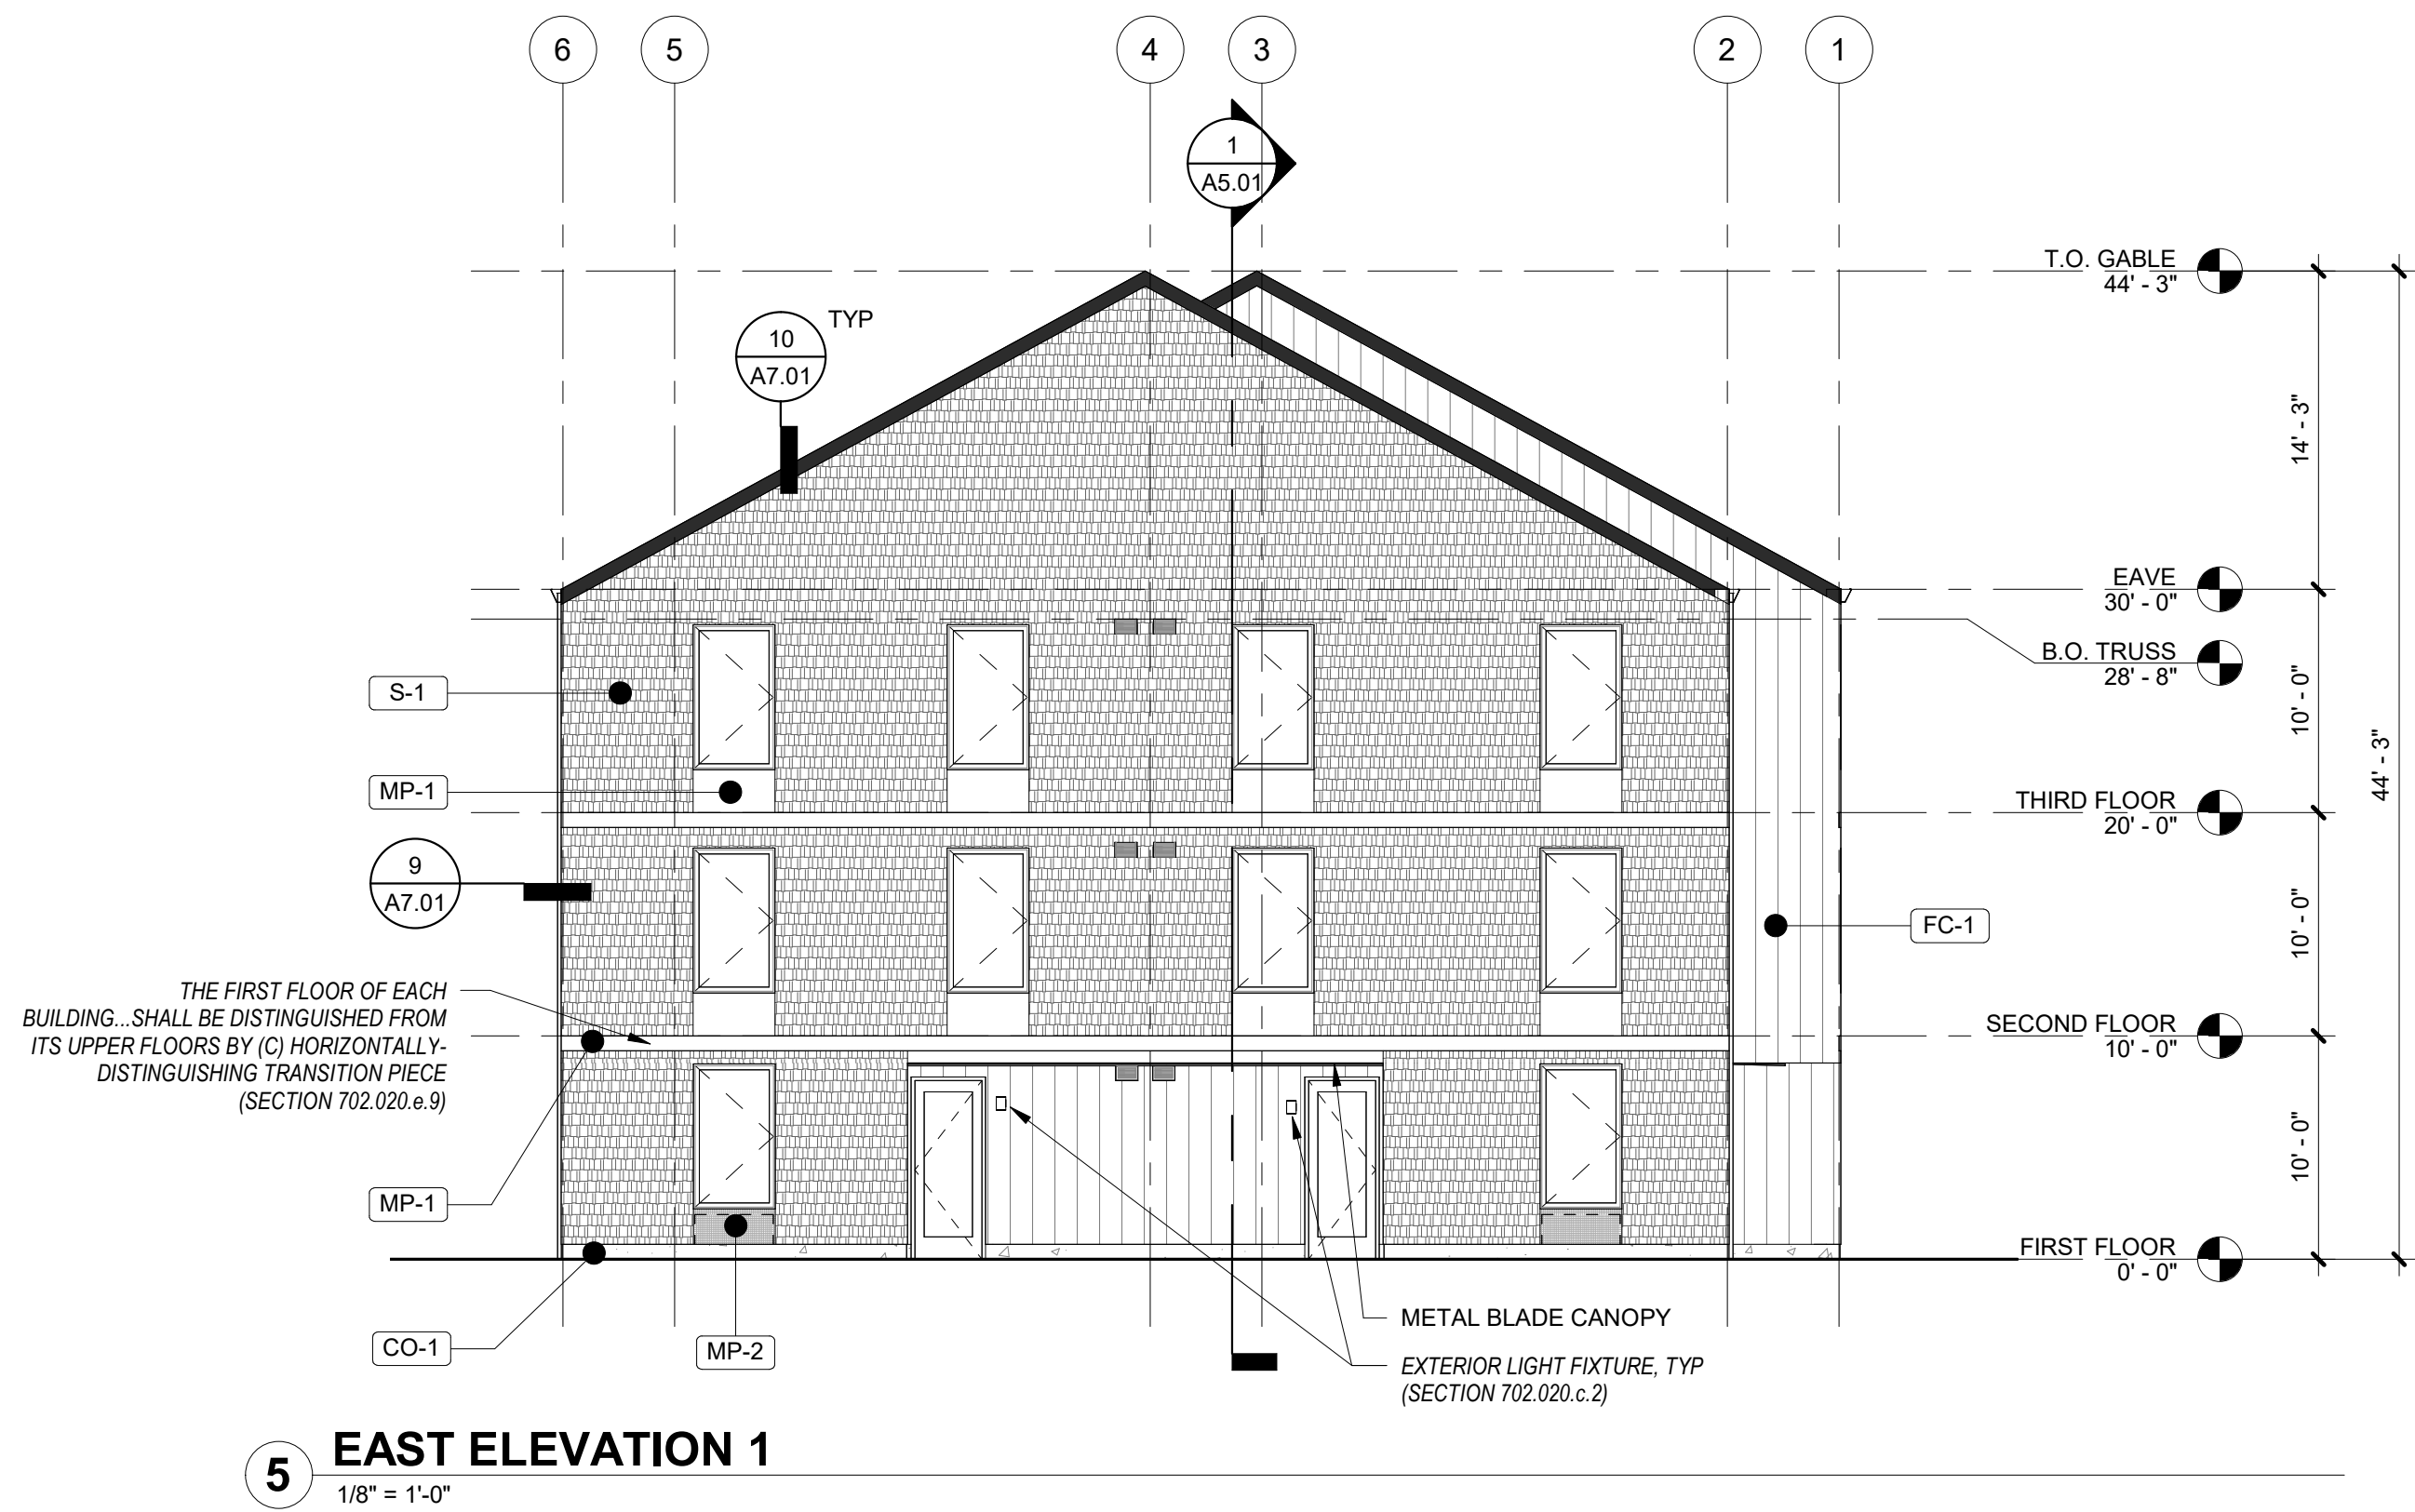 6 5 4 3 2 1
1
A5.01
10
A7.01
TYP
T.O. GABLE
44' - 3"
14' - 3"
EAVE
30' - 0"
B.O. TRUSS
28' - 8"
S-1
10' - 0"
44' - 3"
MP-1
THIRD FLOOR
20' - 0"
9
A7.01
FC-1
10' - 0"
THE FIRST FLOOR OF EACH
BUILDING...SHALL BE DISTINGUISHED FROM
ITS UPPER FLOORS BY (C) HORIZONTALLY-
DISTINGUISHING TRANSITION PIECE
(SECTION 702.020.e.9)
SECOND FLOOR
10' - 0"
10' - 0"
MP-1
FIRST FLOOR
0' - 0"
CO-1
MP-2
METAL BLADE CANOPY
EXTERIOR LIGHT FIXTURE, TYP
(SECTION 702.020.c.2)
5 EAST ELEVATION 1
1/8" = 1'-0"